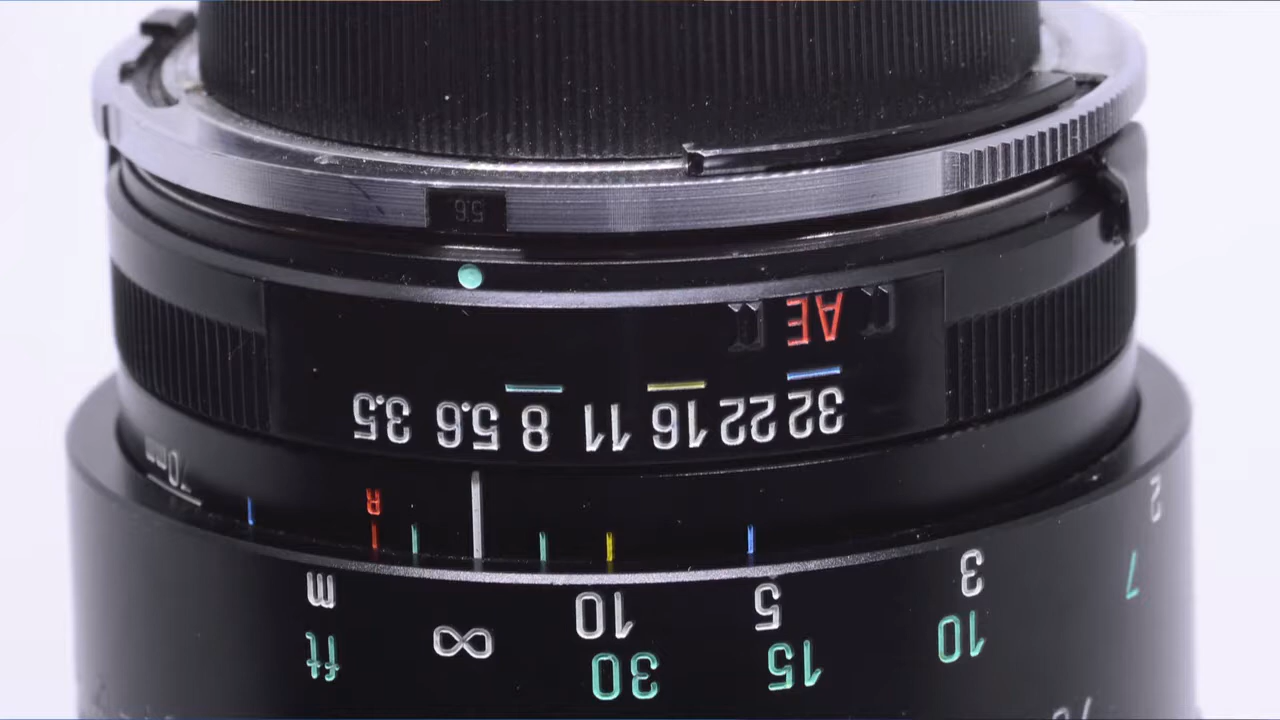 7 10 15 30 ft
2 3 5 10 ∞ m
R 70mm
32 22 16 11 8 5.6 3.5
AE
5.6